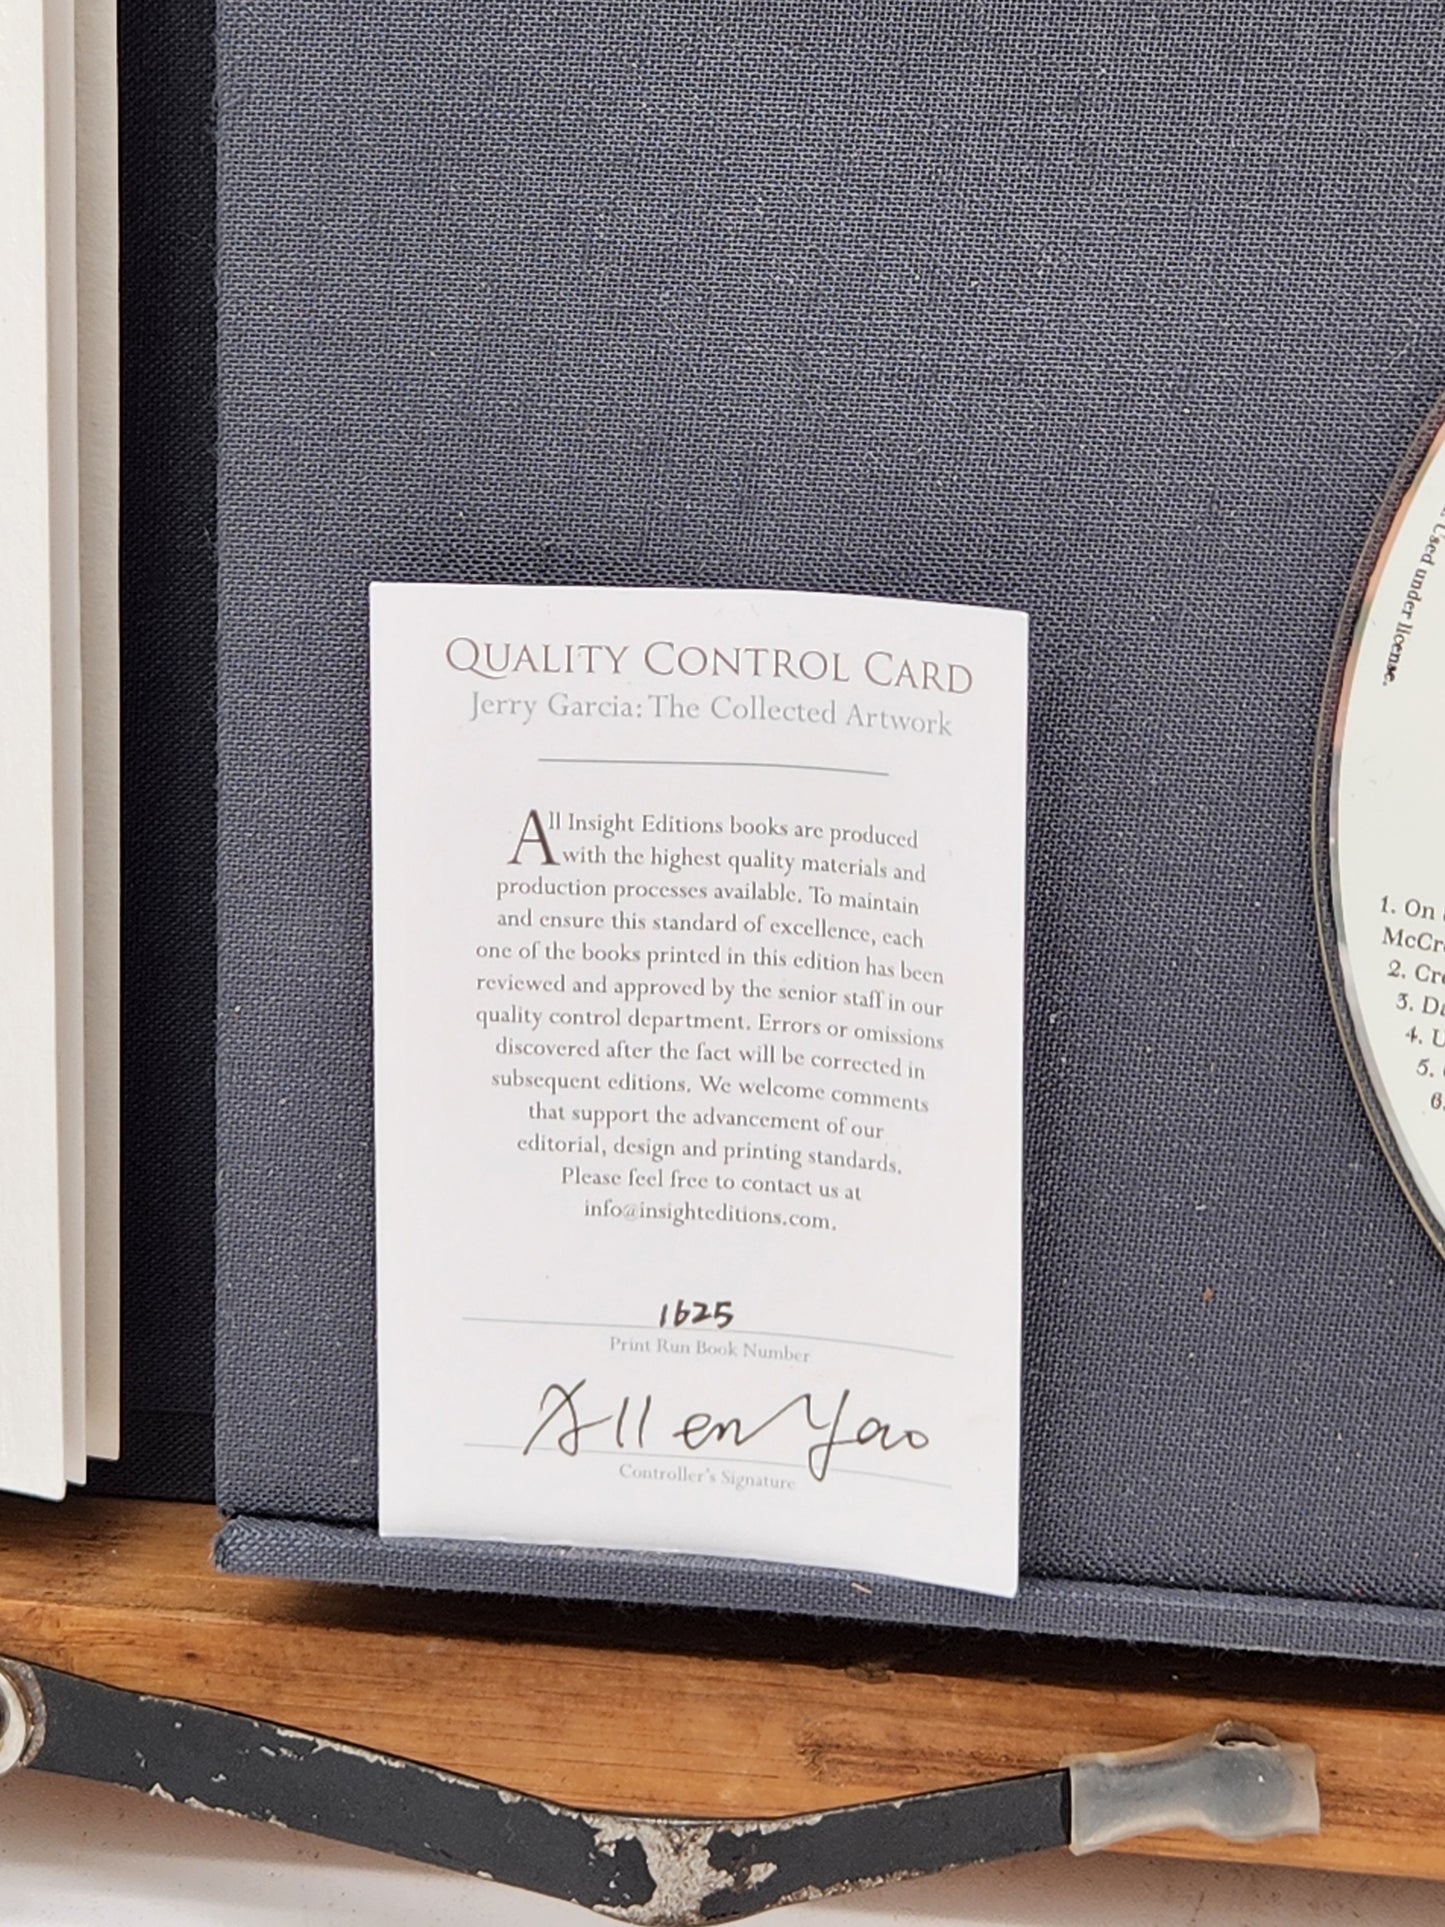 QUALITY CONTROL CARD
Jerry Garcia: The Collected Artwork
All Insight Editions books are produced
with the highest quality materials and
production processes available. To maintain
and ensure this standard of excellence, each
one of the books printed in this edition has been
reviewed and approved by the senior staff in our
quality control department. Errors or omissions
discovered after the fact will be corrected in
subsequent editions. We welcome comments
that support the advancement of our
editorial, design and printing standards.
Please feel free to contact us at
info@insighteditions.com.
1625
Print Run Book Number
Allen Yao
Controller's Signature
Used under license.
1. On
2.
3.
4.
5.
6.